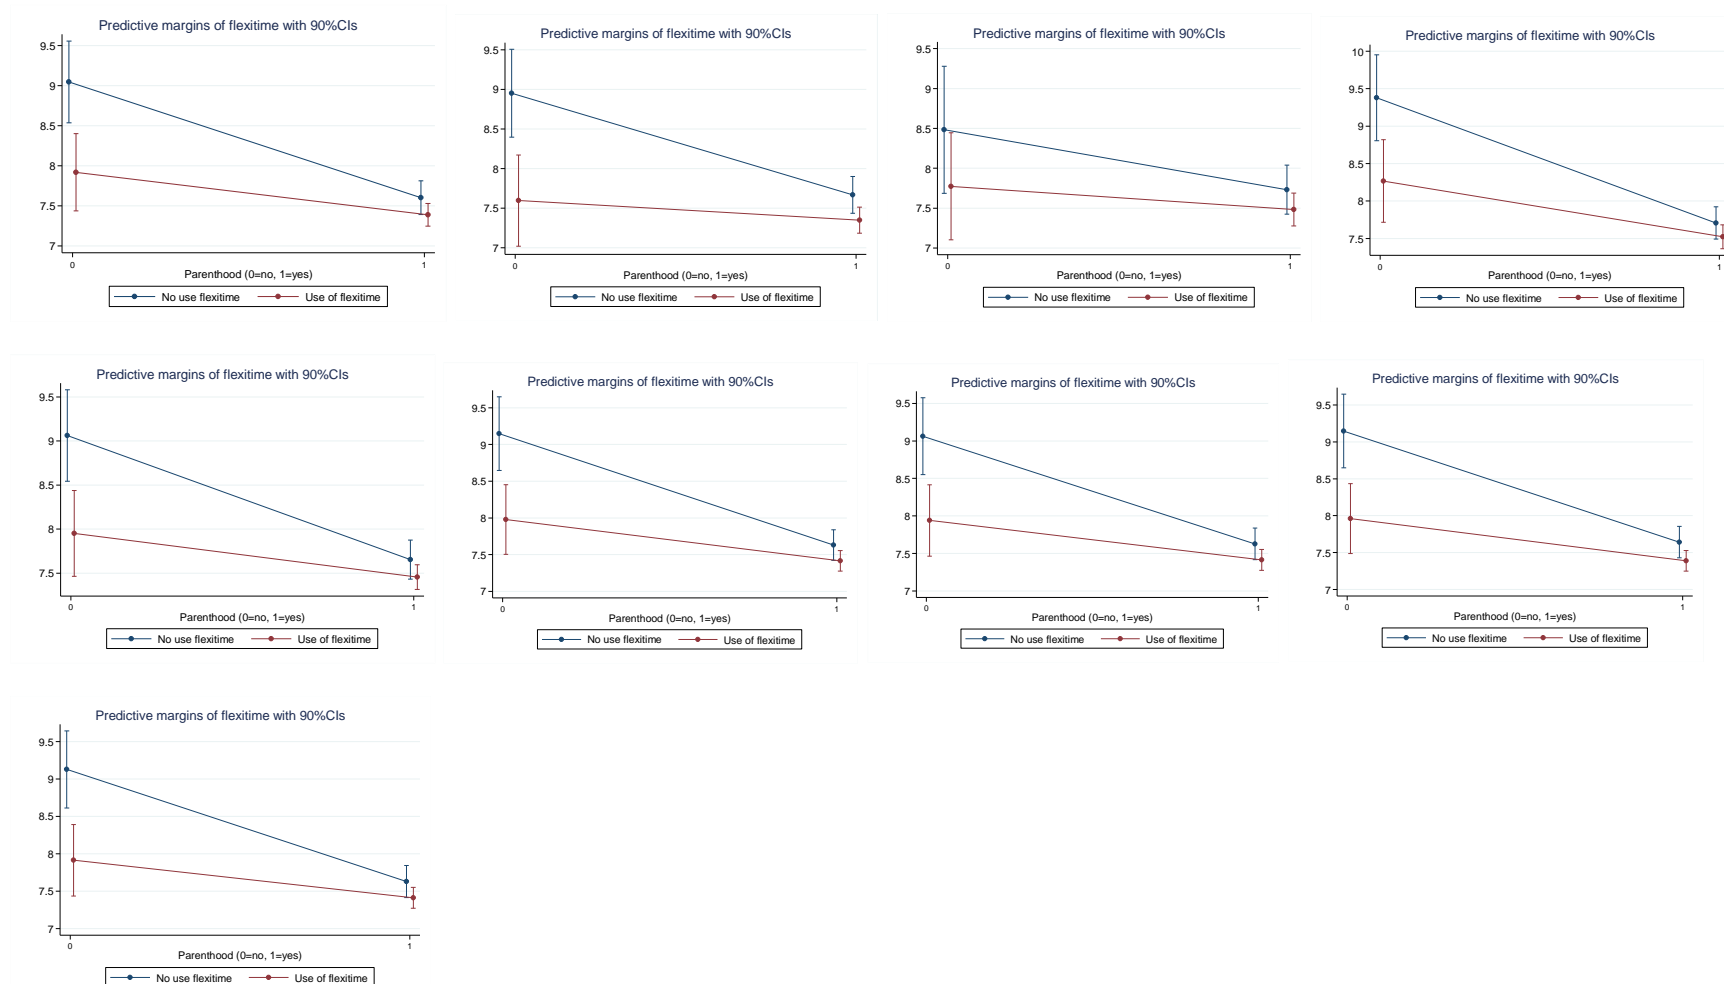 Predictive margins of flexitime with 90%CIs
9.5
9
8.5
8
7.5
7
0
1
Parenthood (0=no, 1=yes)
No use flexitime
Use of flexitime
Predictive margins of flexitime with 90%CIs
9.5
9
8.5
8
7.5
7
0
1
Parenthood (0=no, 1=yes)
No use flexitime
Use of flexitime
Predictive margins of flexitime with 90%CIs
9.5
9
8.5
8
7.5
7
0
1
Parenthood (0=no, 1=yes)
No use flexitime
Use of flexitime
Predictive margins of flexitime with 90%CIs
10
9.5
9
8.5
8
7.5
0
1
Parenthood (0=no, 1=yes)
No use flexitime
Use of flexitime
Predictive margins of flexitime with 90%CIs
9.5
9
8.5
8
7.5
0
1
Parenthood (0=no, 1=yes)
No use flexitime
Use of flexitime
Predictive margins of flexitime with 90%CIs
9.5
9
8.5
8
7.5
7
0
1
Parenthood (0=no, 1=yes)
No use flexitime
Use of flexitime
Predictive margins of flexitime with 90%CIs
9.5
9
8.5
8
7.5
7
0
1
Parenthood (0=no, 1=yes)
No use flexitime
Use of flexitime
Predictive margins of flexitime with 90%CIs
9.5
9
8.5
8
7.5
7
0
1
Parenthood (0=no, 1=yes)
No use flexitime
Use of flexitime
Predictive margins of flexitime with 90%CIs
9.5
9
8.5
8
7.5
7
0
1
Parenthood (0=no, 1=yes)
No use flexitime
Use of flexitime